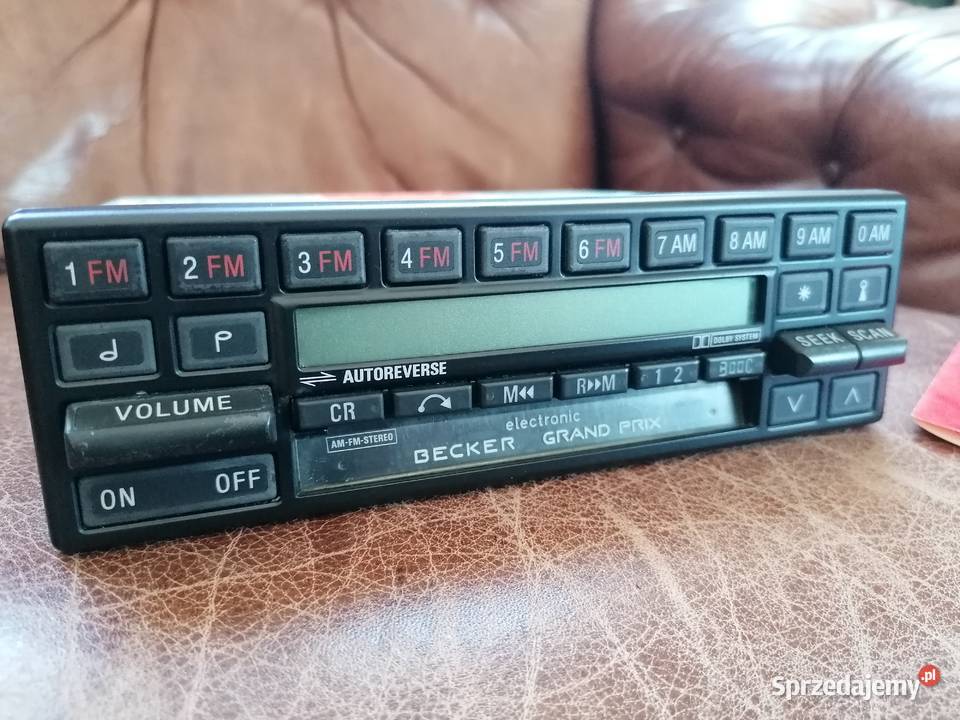 1 FM 2 FM 3 FM 4 FM 5 FM 6 FM 7 AM 8 AM 9 AM 0 AM
DOLBY SYSTEM
SEEK SCAN
AUTOREVERSE
VOLUME
CR M R M 1 2
AM-FM-STEREO
electronic
BECKER GRAND PRIX
ON OFF
Sprzedajemy.pl